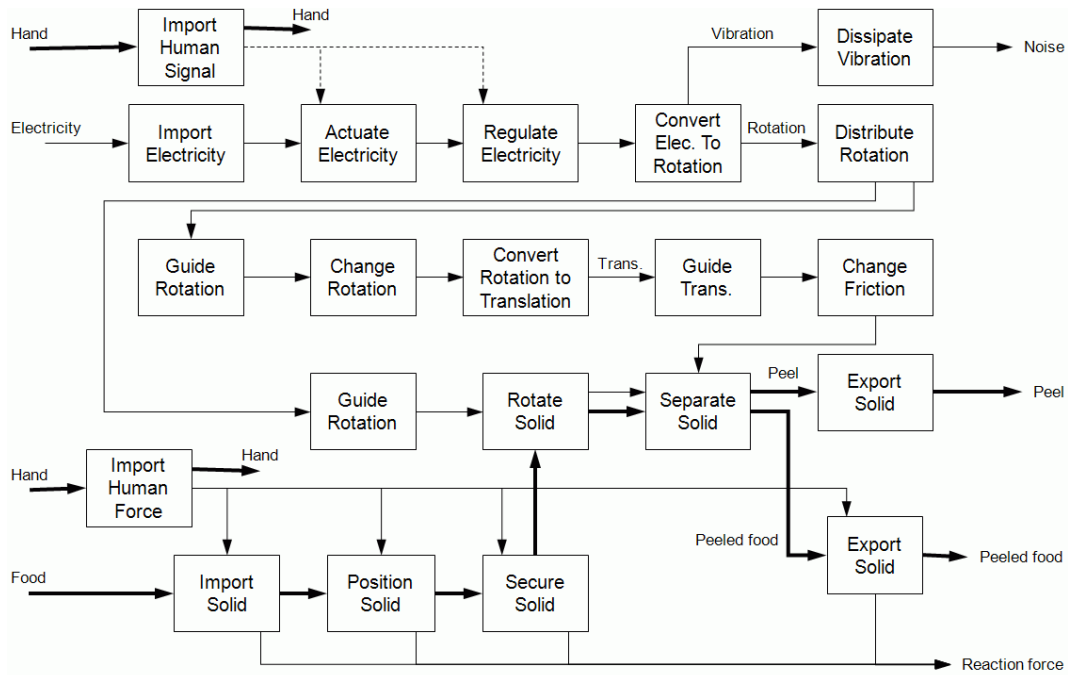 Hand
Import
Human
Signal
Hand
Vibration
Dissipate
Vibration
Noise
Electricity
Import
Electricity
Actuate
Electricity
Regulate
Electricity
Convert
Elec. To
Rotation
Rotation
Distribute
Rotation
Guide
Rotation
Change
Rotation
Convert
Rotation to
Translation
Trans.
Guide
Trans.
Change
Friction
Guide
Rotation
Rotate
Solid
Separate
Solid
Peel
Export
Solid
Peel
Hand
Import
Human
Force
Hand
Peeled food
Export
Solid
Peeled food
Food
Import
Solid
Position
Solid
Secure
Solid
Reaction force